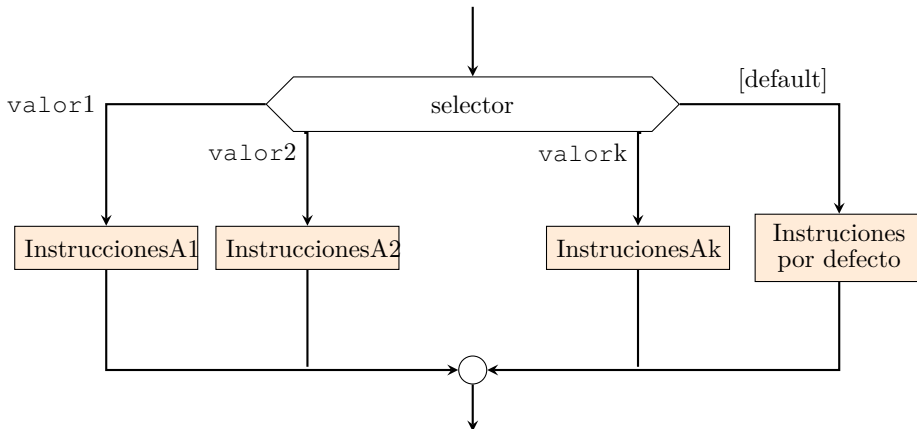 [default]
selector
valor1
valor2
valork
InstruccionesA1
InstruccionesA2
InstrucionesAk
Instruciones
por defecto